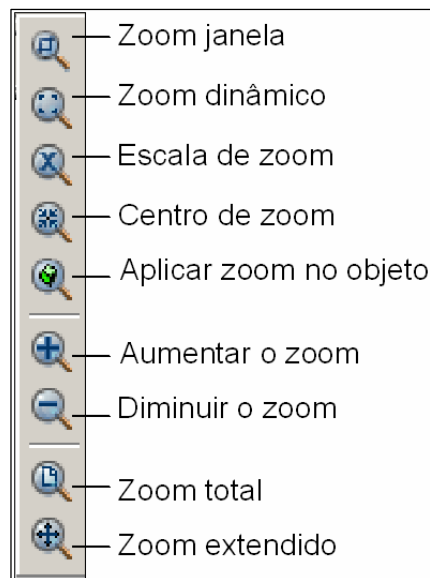 Zoom janela
Zoom dinâmico
Escala de zoom
Centro de zoom
Aplicar zoom no objeto
Aumentar o zoom
Diminuir o zoom
Zoom total
Zoom extendido